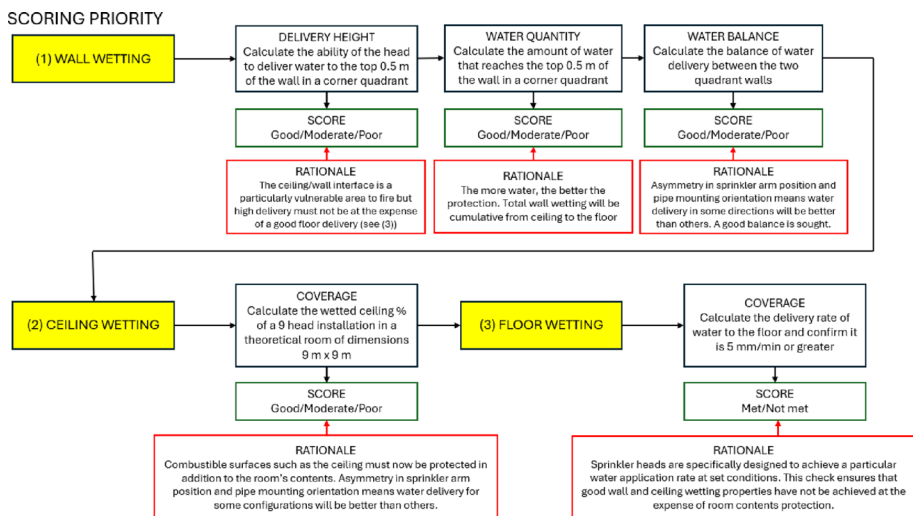 SCORING PRIORITY
(1) WALL WETTING
DELIVERY HEIGHT
Calculate the ability of the head
to deliver water to the top 0.5 m
of the wall in a corner quadrant
WATER QUANTITY
Calculate the amount of water
that reaches the top 0.5 m of
the wall in a corner quadrant
WATER BALANCE
Calculate the balance of water
delivery between the two
quadrant walls
SCORE
Good/Moderate/Poor
SCORE
Good/Moderate/Poor
SCORE
Good/Moderate/Poor
RATIONALE
The ceiling/wall interface is a
particularly vulnerable area to fire but
high delivery must not be at the expense
of a good floor delivery (see (3))
RATIONALE
The more water, the better the
protection. Total wall wetting will be
cumulative from ceiling to the floor
RATIONALE
Asymmetry in sprinkler arm position and
pipe mounting orientation means water
delivery in some directions will be better
than others. A good balance is sought.
(2) CEILING WETTING
COVERAGE
Calculate the wetted ceiling %
of a 9 head installation in a
theoretical room of dimensions
9 m x 9 m
(3) FLOOR WETTING
COVERAGE
Calculate the delivery rate of
water to the floor and confirm it
is 5 mm/min or greater
SCORE
Good/Moderate/Poor
SCORE
Met/Not met
RATIONALE
Combustible surfaces such as the ceiling must now be protected in
addition to the room's contents. Asymmetry in sprinkler arm
position and pipe mounting orientation means water delivery for
some configurations will be better than others.
RATIONALE
Sprinkler heads are specifically designed to achieve a particular
water application rate at set conditions. This check ensures that
good wall and ceiling wetting properties have not be achieved at the
expense of room contents protection.